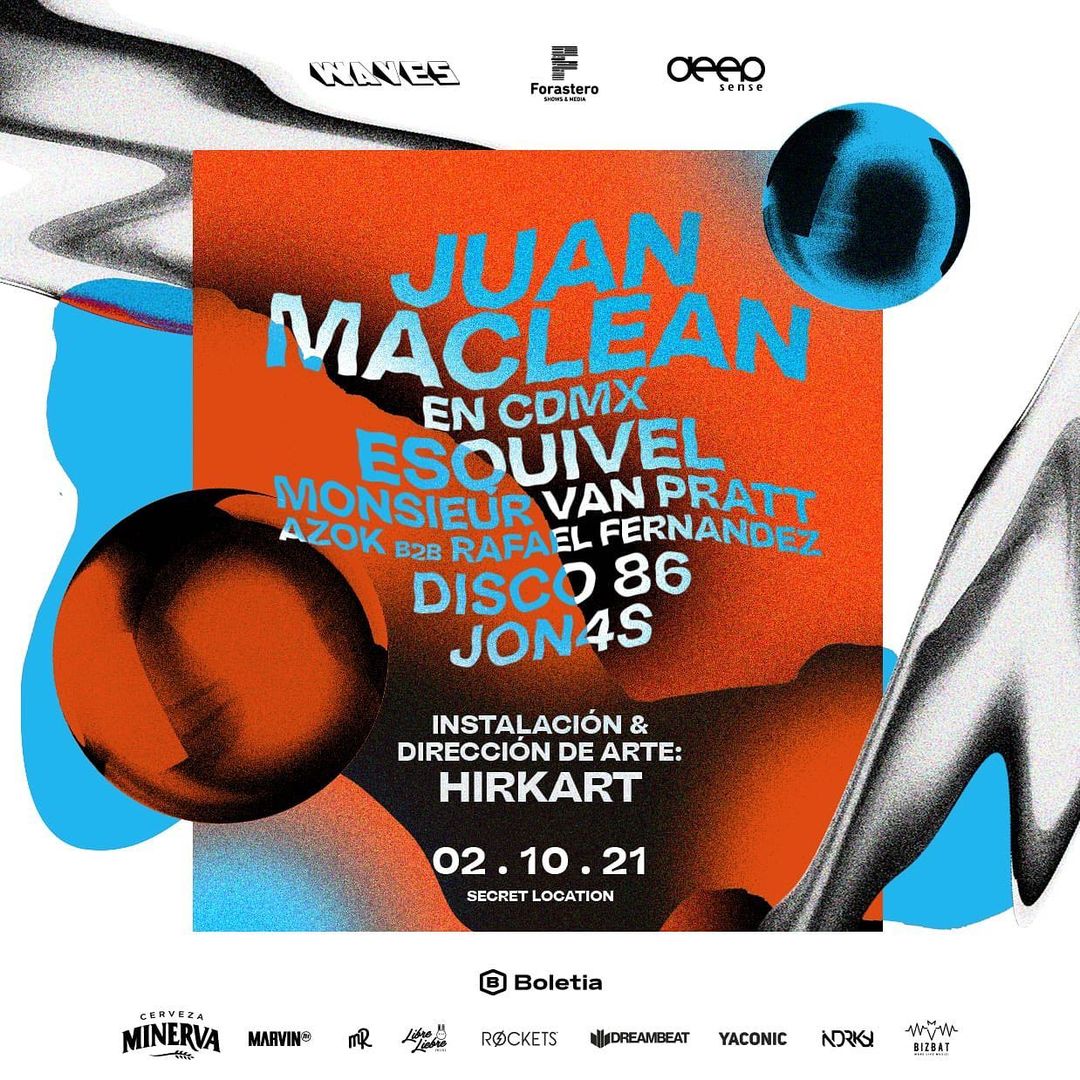 WAVES
Forastero
SHOWS & MEDIA
deep
sense
JUAN
MACLEAN
EN CDMX
ESQUIVEL
MONSIEUR VAN PRATT
AZOK B2B RAFAEL FERNANDEZ
DISCO 86
JON4S
INSTALACIÓN &
DIRECCIÓN DE ARTE:
HIRKART
02 . 10 . 21
SECRET LOCATION
B Boletia
CERVEZA
MINERVA
MARVIN
mR
Libre
Liebre
RØCKETS
DREAMBEAT
YACONIC
NDRKY
BIZBAT